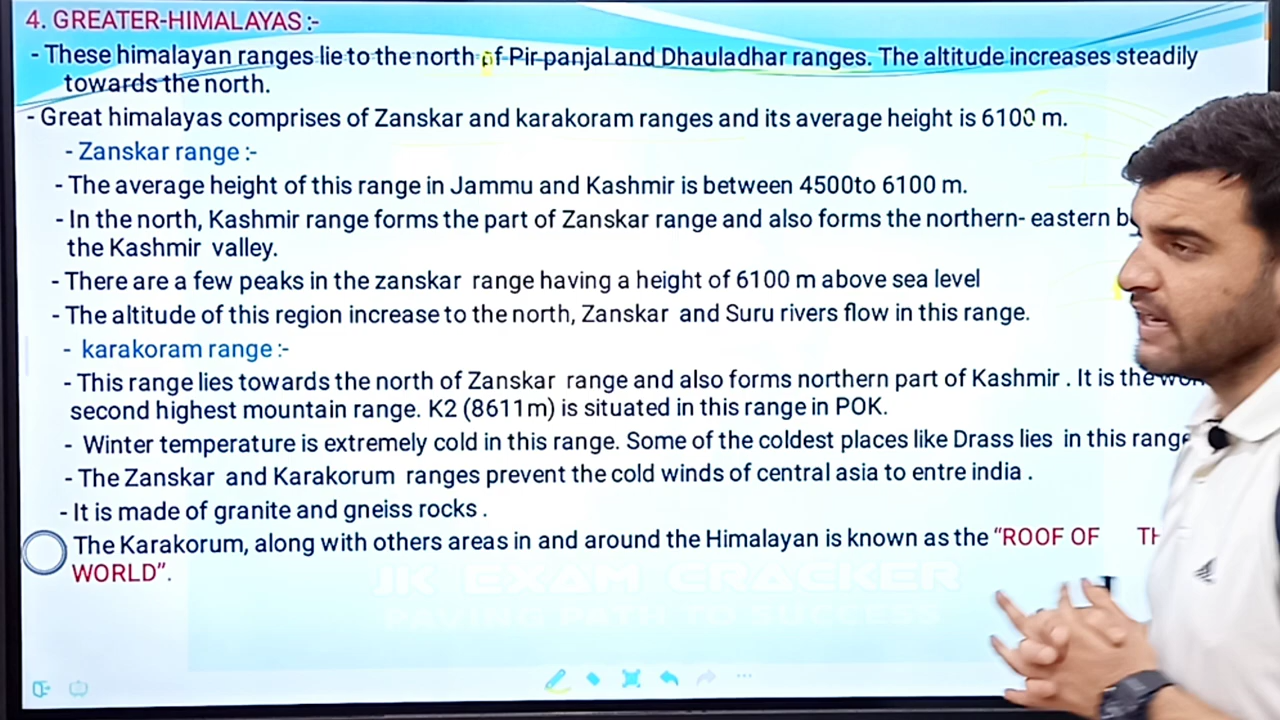 4. GREATER-HIMALAYAS :-
- These himalayan ranges lie to the north of Pir-panjal and Dhauladhar ranges. The altitude increases steadily
towards the north.
- Great himalayas comprises of Zanskar and karakoram ranges and its average height is 6100 m.
- Zanskar range :-
- The average height of this range in Jammu and Kashmir is between 4500to 6100 m.
- In the north, Kashmir range forms the part of Zanskar range and also forms the northern- eastern
the Kashmir valley.
- There are a few peaks in the zanskar range having a height of 6100 m above sea level
- The altitude of this region increase to the north, Zanskar and Suru rivers flow in this range.
- karakoram range :-
- This range lies towards the north of Zanskar range and also forms northern part of Kashmir . It is the
second highest mountain range. K2 (8611m) is situated in this range in POK.
- Winter temperature is extremely cold in this range. Some of the coldest places like Drass lies in this range
- The Zanskar and Karakorum ranges prevent the cold winds of central asia to entre india .
- It is made of granite and gneiss rocks .
The Karakorum, along with others areas in and around the Himalayan is known as the “ROOF OF
WORLD”.
JK EXAM CRACKER
PAVING PATH TO SUCCESS